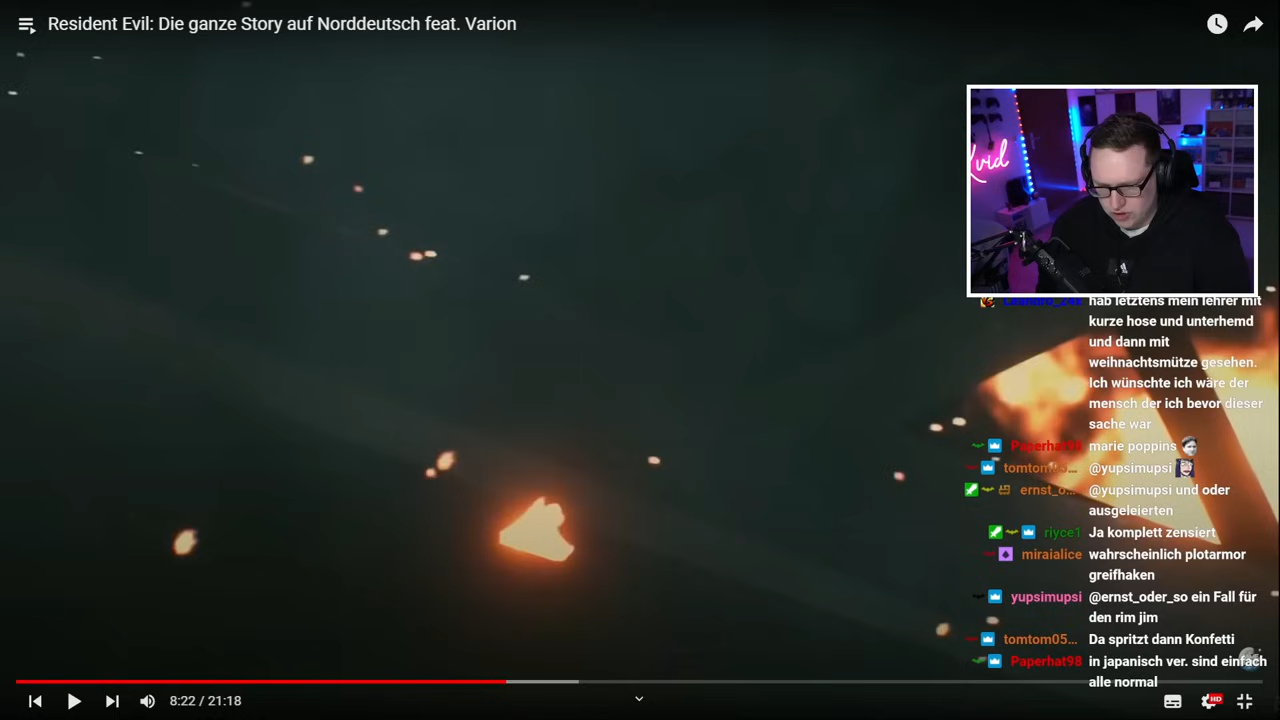 Resident Evil: Die ganze Story auf Norddeutsch feat. Varion
vid
hab letztens mein lehrer mit
kurze hose und unterhemd
und dann mit
weihnachtsmütze gesehen.
Ich wünschte ich wäre der
mensch der ich bevor dieser
sache war
Paperhat98 marie poppins
tomtom05… @yupsimupsi
ernst_o… @yupsimupsi und oder
ausgeleierten
riyce1 Ja komplett zensiert
miraialice wahrscheinlich plotarmor
greifhaken
yupsimupsi @ernst_oder_so ein Fall für
den rim jim
tomtom05… Da spritzt dann Konfetti
Paperhat98 in japanisch ver. sind einfach
alle normal
8:22 / 21:18
HD